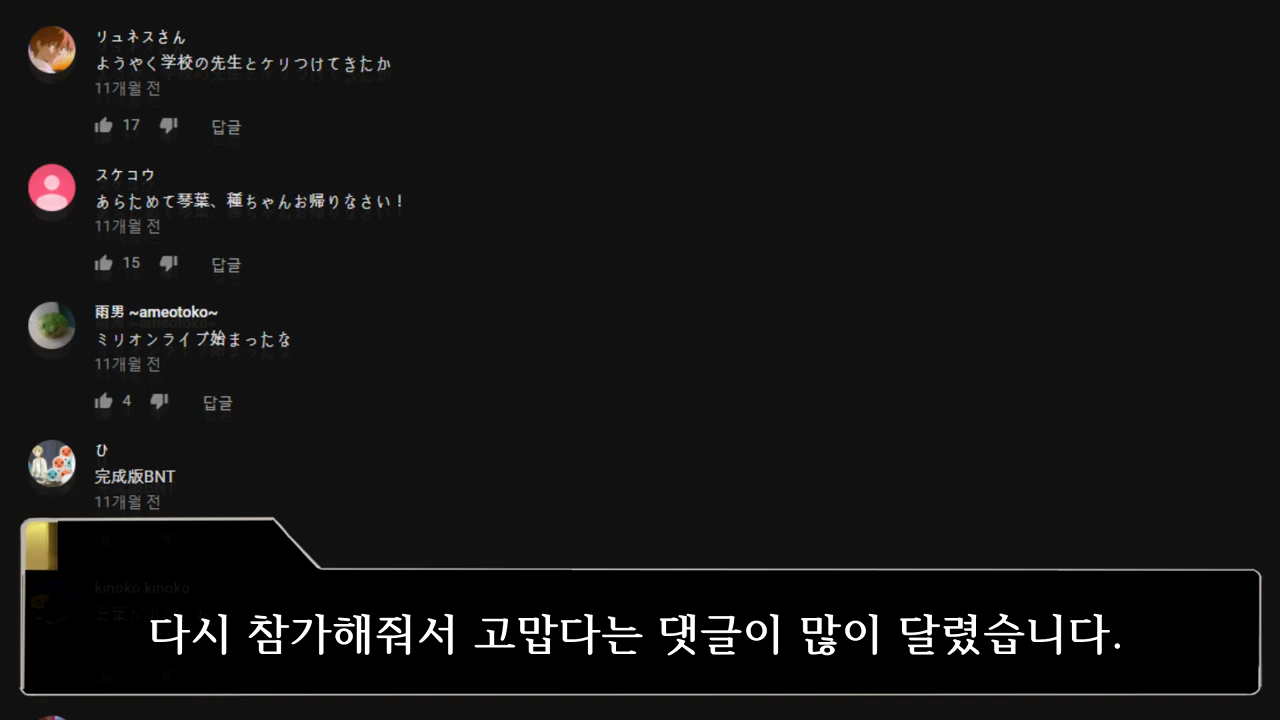 リュネスさん
ようやく学校の先生とケリつけてきたか
11개월 전
17 답글
スケコウ
あらためて琴葉、種ちゃんお帰りなさい！
11개월 전
15 답글
雨男 ~ameotoko~
ミリオンライブ始まったな
11개월 전
4 답글
ひ
完成版BNT
11개월 전
kinoko kinoko
다시 참가해줘서 고맙다는 댓글이 많이 달렸습니다.